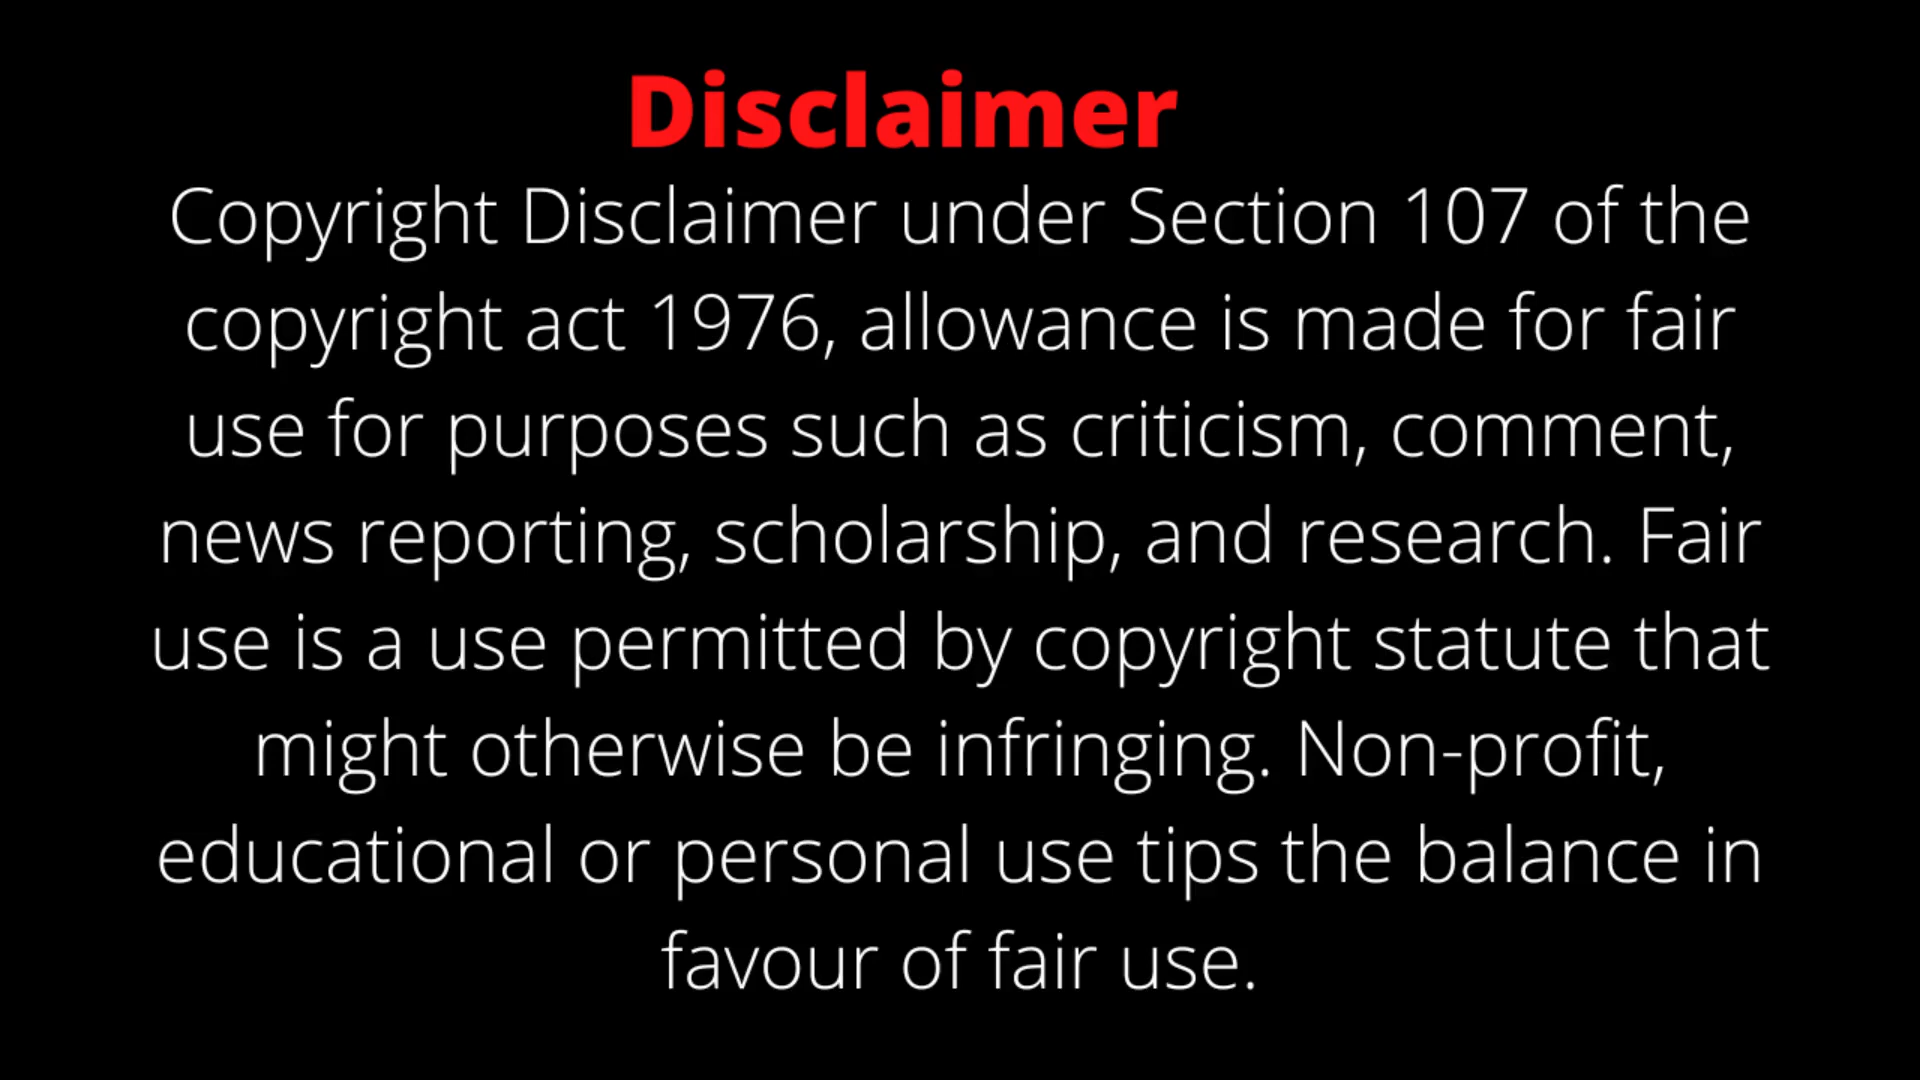 Disclaimer
Copyright Disclaimer under Section 107 of the
copyright act 1976, allowance is made for fair
use for purposes such as criticism, comment,
news reporting, scholarship, and research. Fair
use is a use permitted by copyright statute that
might otherwise be infringing. Non-profit,
educational or personal use tips the balance in
favour of fair use.